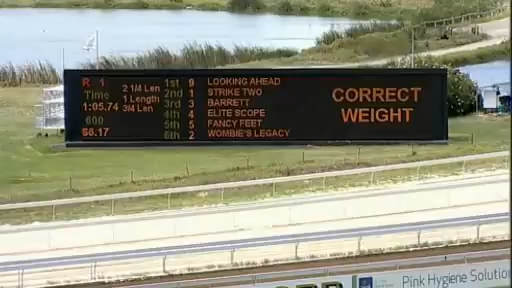 R 1 2 1/4 Len 1st 9 LOOKING AHEAD
Time 1 Length 2nd 1 STRIKE TWO
1:05.74 3/4 Len 3rd 3 BARRETT
600 4th 4 ELITE SCOPE
$6.17 5th 5 FANCY FEET
6th 2 WOMBIE'S LEGACY
CORRECT
WEIGHT
Pink Hygiene Solution